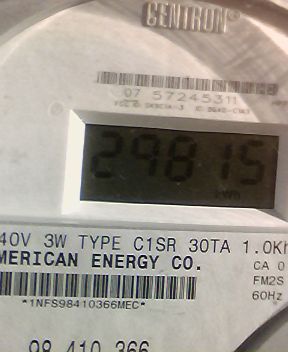 CENTRON®
07 57245311
29815
kWh
40V 3W TYPE C1SR 30TA 1.0Kh
MERICAN ENERGY CO.
CA 0
FM2S
60Hz
*1NFS98410366MEC*
98 410 366